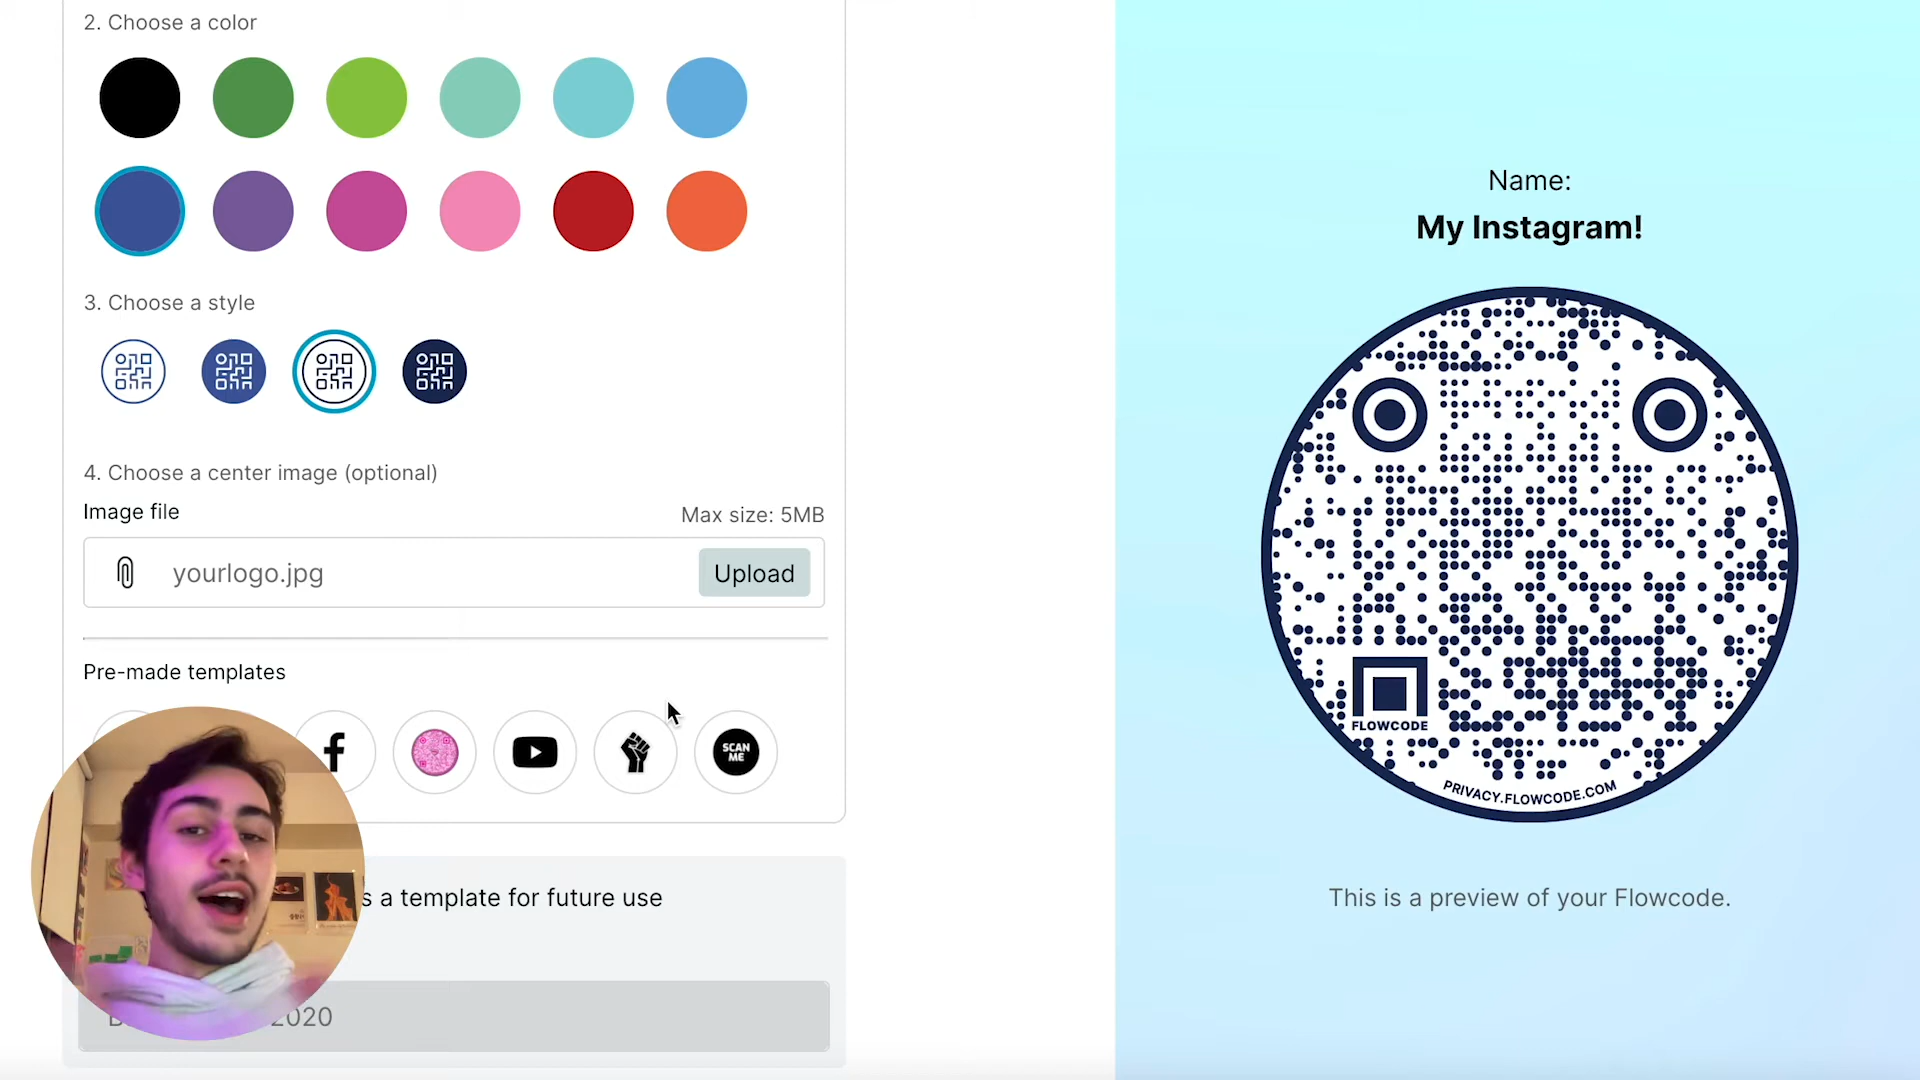 2. Choose a color
3. Choose a style
4. Choose a center image (optional)
Image file
Max size: 5MB
yourlogo.jpg
Upload
Pre-made templates
SCAN
ME
s a template for future use
2020
Name:
My Instagram!
FLOWCODE
PRIVACY.FLOWCODE.COM
This is a preview of your Flowcode.